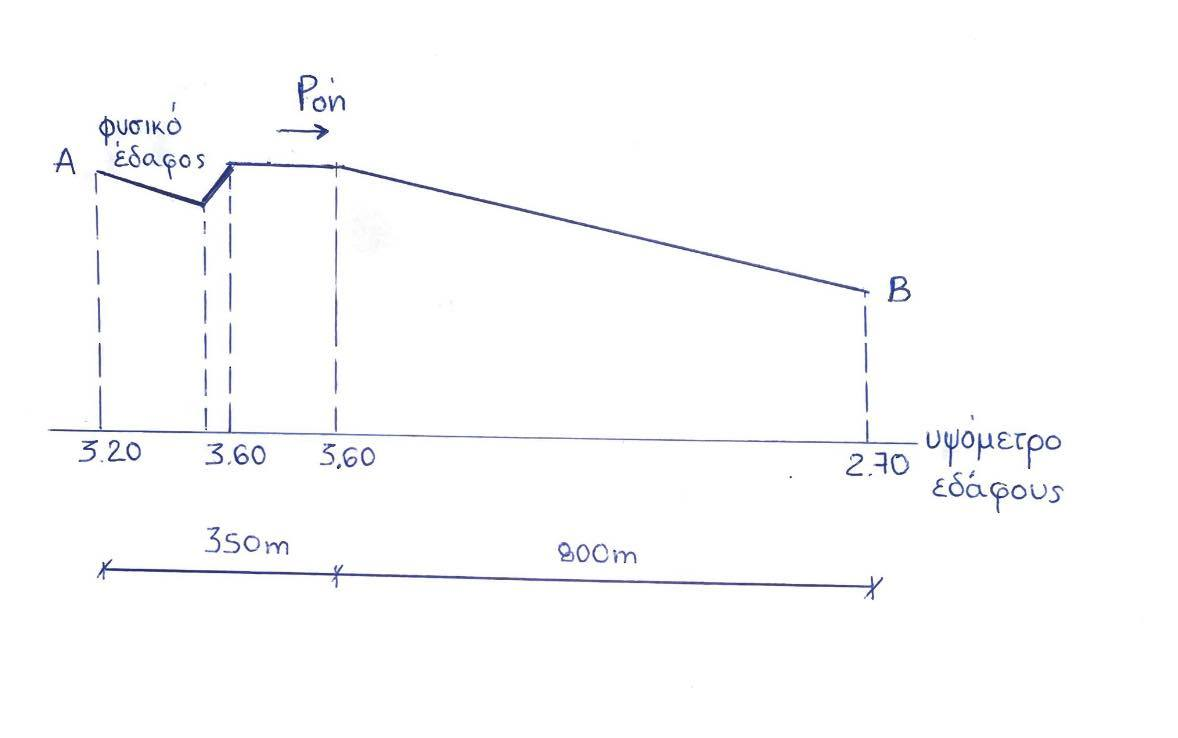 Ροή
φυσικό
Α έδαφος
Β
3.20 3.60 3.60 2.70 υψόμετρο
εδάφους
350m 800m